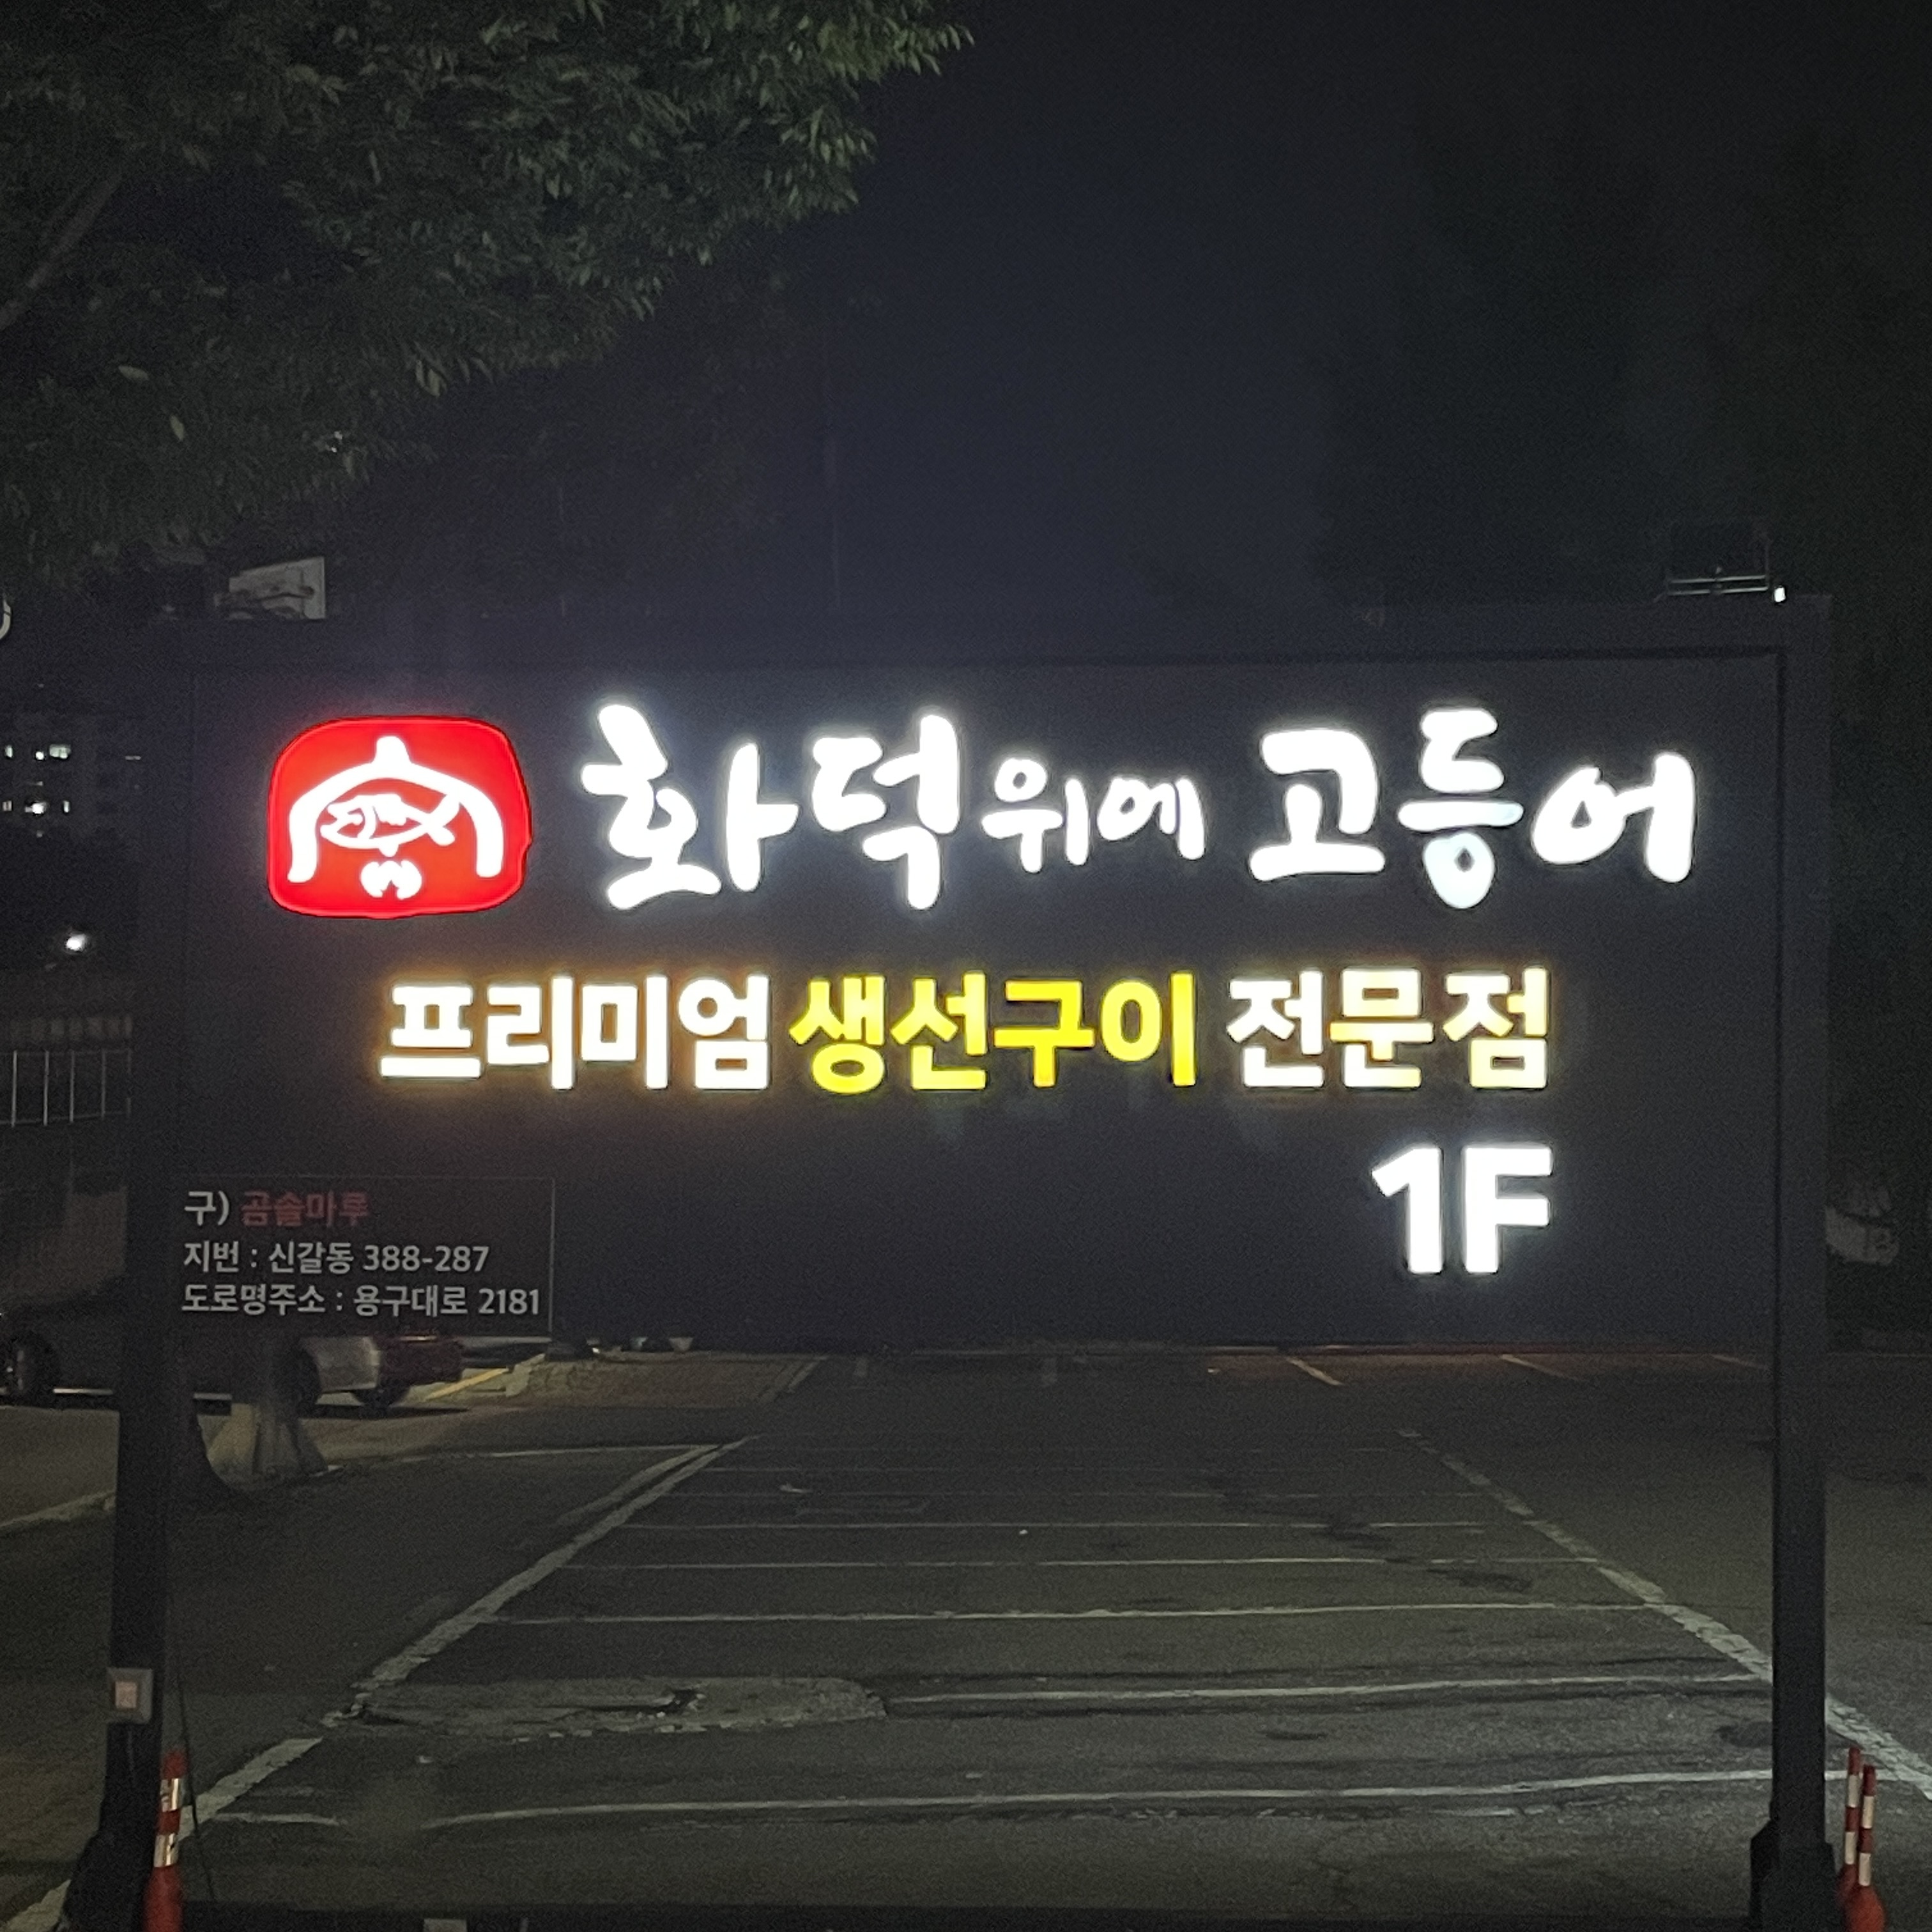 화덕위에 고등어
프리미엄 생선구이 전문점
1F
구) 곰솔마루
지번 : 신갈동 388-287
도로명주소 : 용구대로 2181